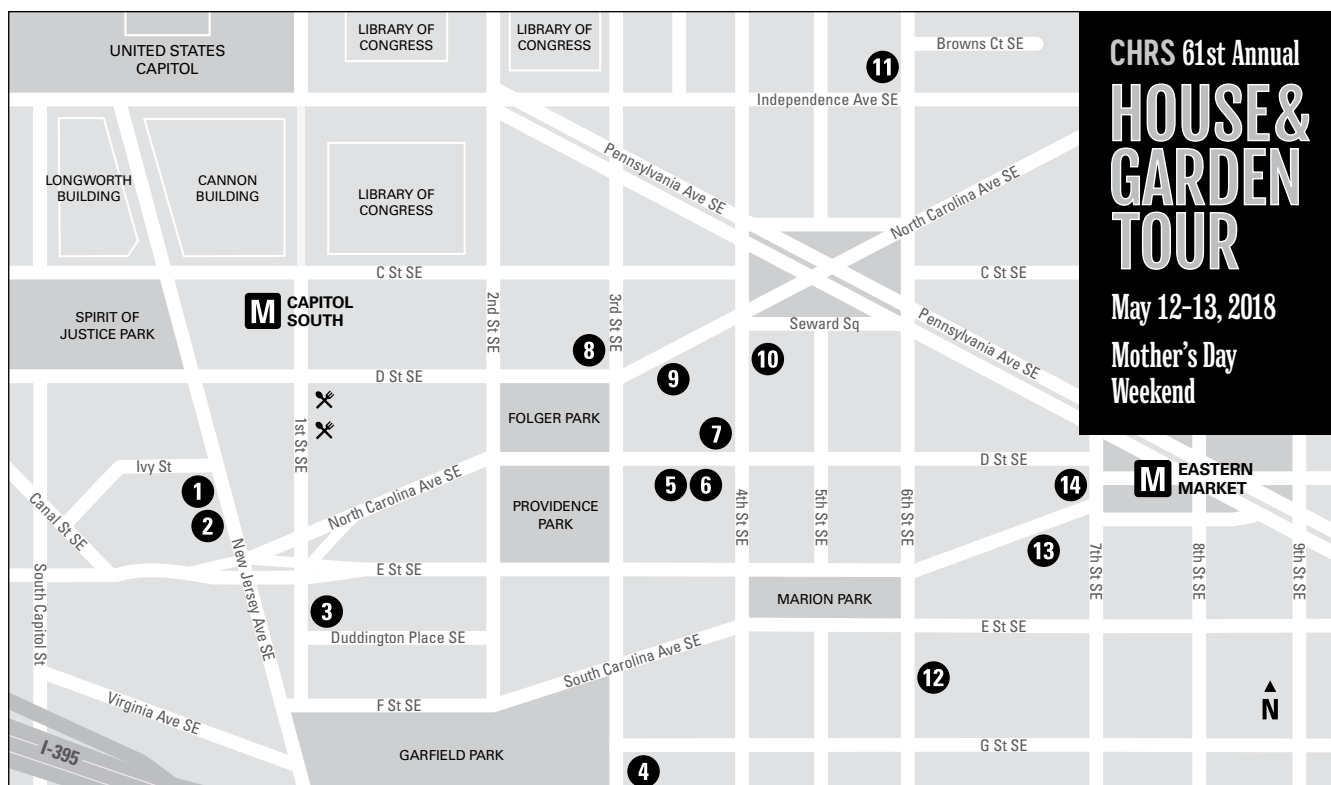 UNITED STATES
CAPITOL
LIBRARY OF
CONGRESS
LIBRARY OF
CONGRESS
11
Browns Ct SE
CHRS 61st Annual
HOUSE&
GARDEN
TOUR
May 12–13, 2018
Mother's Day
Weekend
Independence Ave SE
LONGWORTH
BUILDING
CANNON
BUILDING
LIBRARY OF
CONGRESS
Pennsylvania Ave SE
North Carolina Ave SE
C St SE
C St SE
M
CAPITOL
SOUTH
SPIRIT OF
JUSTICE PARK
2nd St SE
3rd St SE
8
Seward Sq
Pennsylvania Ave SE
10
9
D St SE
1st St SE
FOLGER PARK
7
Ivy St
1
2
North Carolina Ave SE
D St SE
5
6
14
M
EASTERN
MARKET
Canal St SE
PROVIDENCE
PARK
4th St SE
5th St SE
6th St SE
13
7th St SE
8th St SE
9th St SE
New Jersey Ave SE
E St SE
South Capitol St
3
MARION PARK
Duddington Place SE
E St SE
South Carolina Ave SE
12
Virginia Ave SE
F St SE
N
I-395
GARFIELD PARK
G St SE
4